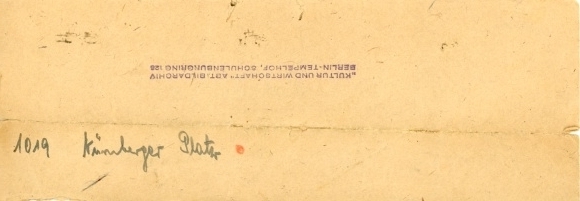 „KULTUR UND WIRTSCHAFT" ABT. BILDARCHIV
BERLIN-TEMPELHOF, SCHULENBURGRING 126
1019 Nürnberger Platz